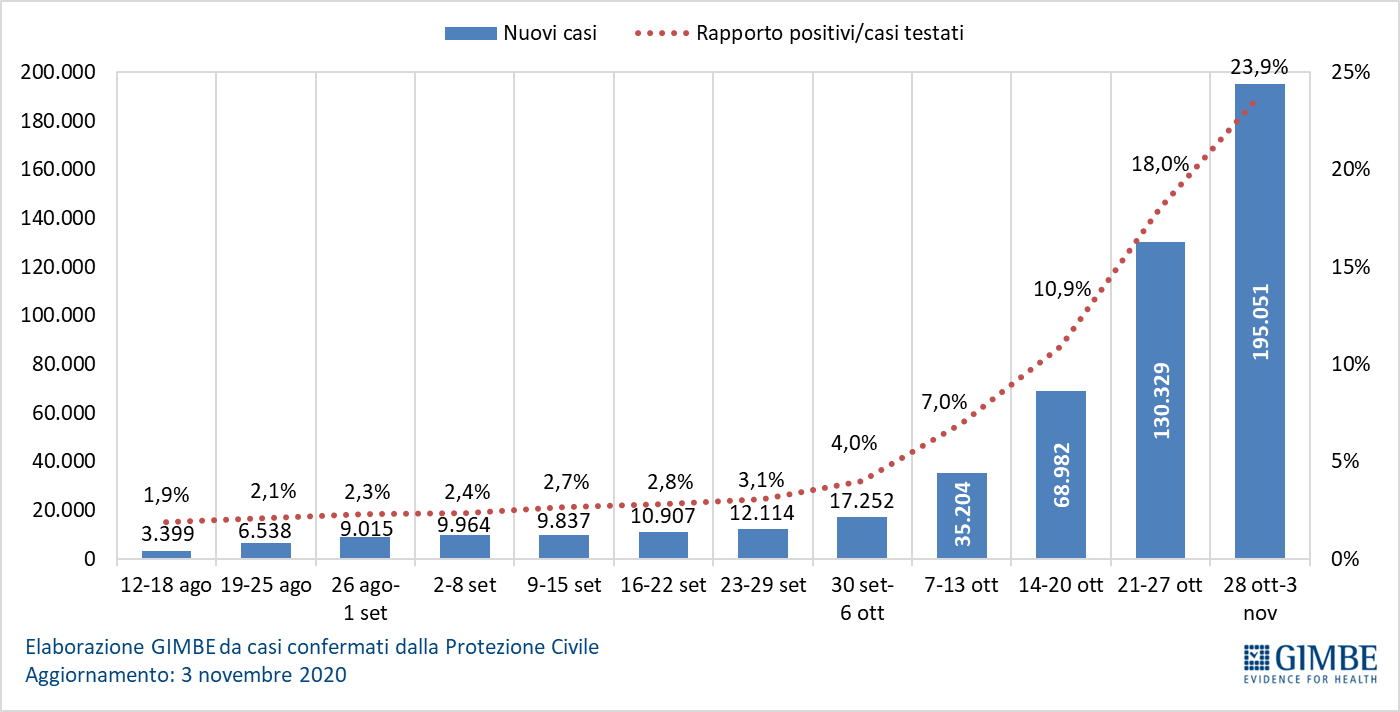 Nuovi casi
Rapporto positivi/casi testati
200.000
180.000
160.000
140.000
120.000
100.000
80.000
60.000
40.000
20.000
0
25%
20%
15%
10%
5%
0%
1,9%
2,1%
2,3%
2,4%
2,7%
2,8%
3,1%
4,0%
7,0%
10,9%
18,0%
23,9%
3.399
6.538
9.015
9.964
9.837
10.907
12.114
17.252
35.204
68.982
130.329
195.051
12-18 ago
19-25 ago
26 ago-
1 set
2-8 set
9-15 set
16-22 set
23-29 set
30 set-
6 ott
7-13 ott
14-20 ott
21-27 ott
28 ott-3
nov
Elaborazione GIMBE da casi confermati dalla Protezione Civile
Aggiornamento: 3 novembre 2020
GIMBE
EVIDENCE FOR HEALTH